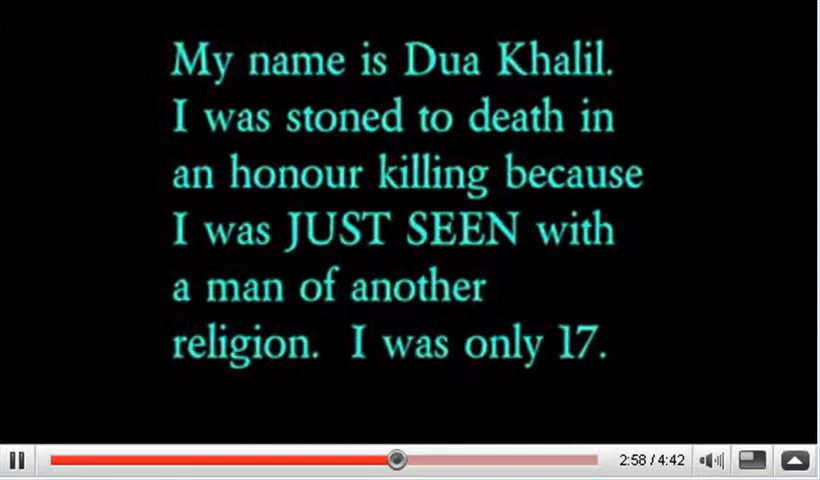 My name is Dua Khalil.
I was stoned to death in
an honour killing because
I was JUST SEEN with
a man of another
religion. I was only 17.
2:58 / 4:42